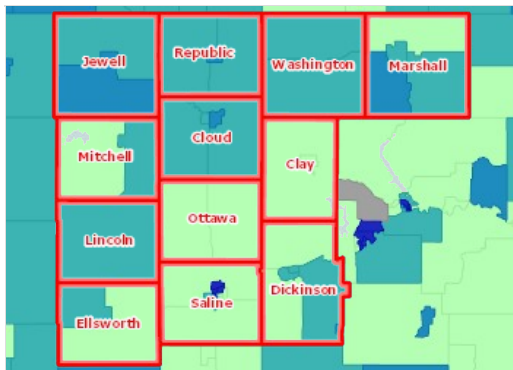 Jewell
Republic
Washington
Marshall
Mitchell
Cloud
Clay
Lincoln
Ottawa
Ellsworth
Saline
Dickinson